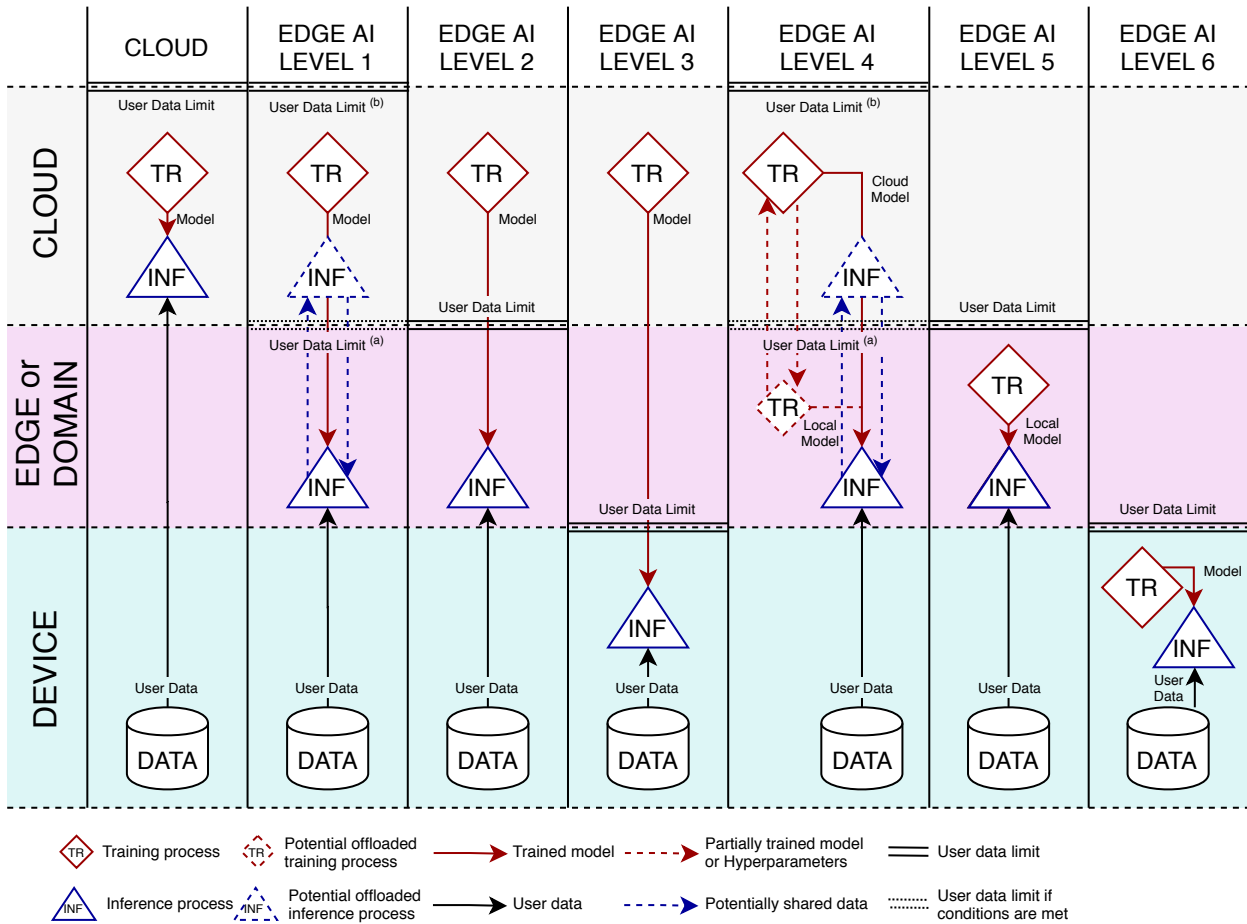 CLOUD
EDGE AI
LEVEL 1
EDGE AI
LEVEL 2
EDGE AI
LEVEL 3
EDGE AI
LEVEL 4
EDGE AI
LEVEL 5
EDGE AI
LEVEL 6
CLOUD
User Data Limit
TR
Model
INF
User Data Limit (b)
TR
Model
INF
TR
Model
User Data Limit
TR
Model
User Data Limit (b)
TR
Cloud
Model
INF
User Data Limit
EDGE or
DOMAIN
User Data Limit (a)
INF
INF
User Data Limit
User Data Limit (a)
TR
Local
Model
INF
TR
Local
Model
INF
User Data Limit
DEVICE
User Data
DATA
User Data
DATA
User Data
DATA
INF
User Data
DATA
User Data
DATA
User Data
DATA
TR
Model
INF
User
Data
DATA
TR
Training process
TR
Potential offloaded
training process
Trained model
Partially trained model
or Hyperparameters
User data limit
INF
Inference process
INF
Potential offloaded
inference process
User data
Potentially shared data
User data limit if
conditions are met